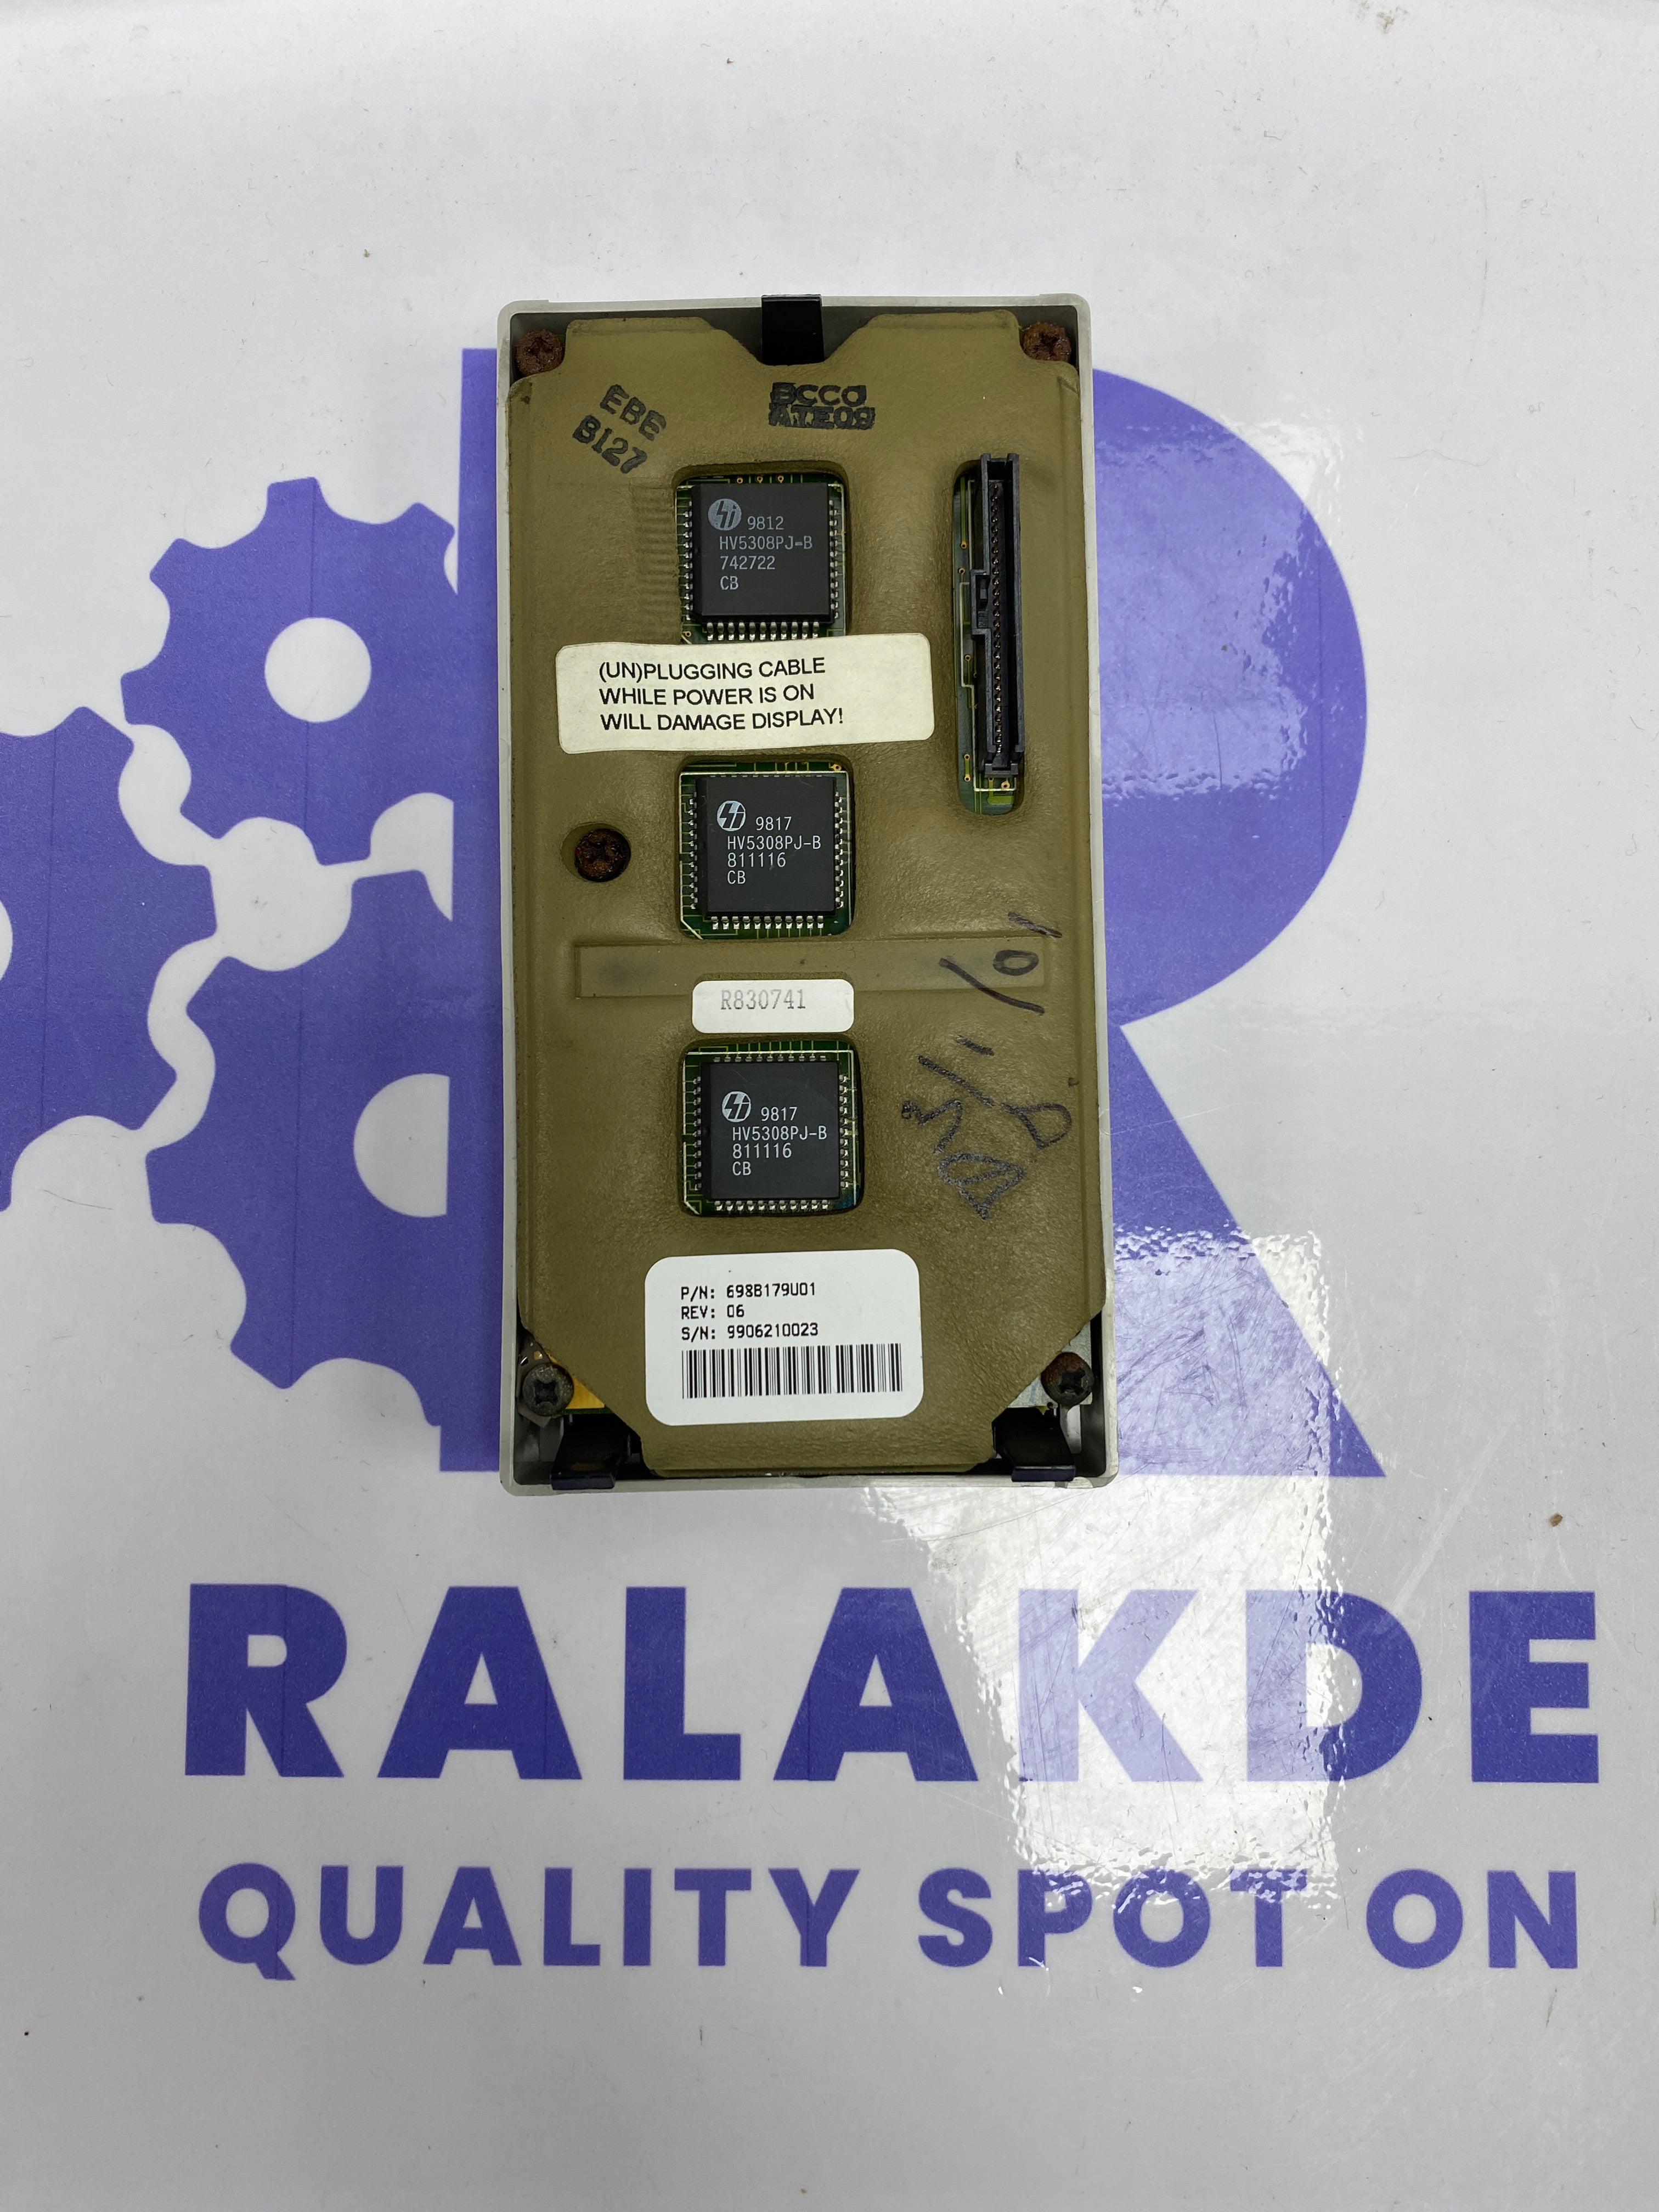 EBE
B127
BCCO
ATE09
9812
HV5308PJ-B
742722
CB
(UN)PLUGGING CABLE
WHILE POWER IS ON
WILL DAMAGE DISPLAY!
9817
HV5308PJ-B
811116
CB
R830741
9817
HV5308PJ-B
811116
CB
P/N: 698B179U01
REV: 06
S/N: 9906210023
RALAKDE
QUALITY SPOT ON